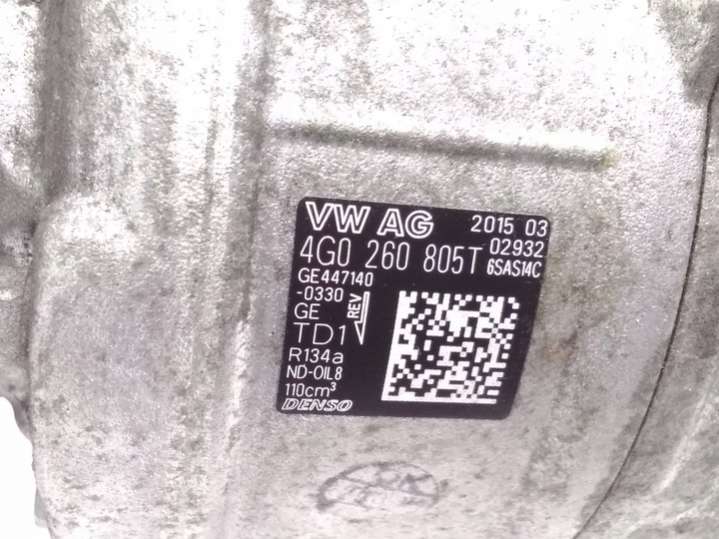 VW AG 2015 03
02932
4G0 260 805T 6SAS14C
GE447140
-0330
GE REV
TD1
R134a
ND-OIL8
110cm³
DENSO